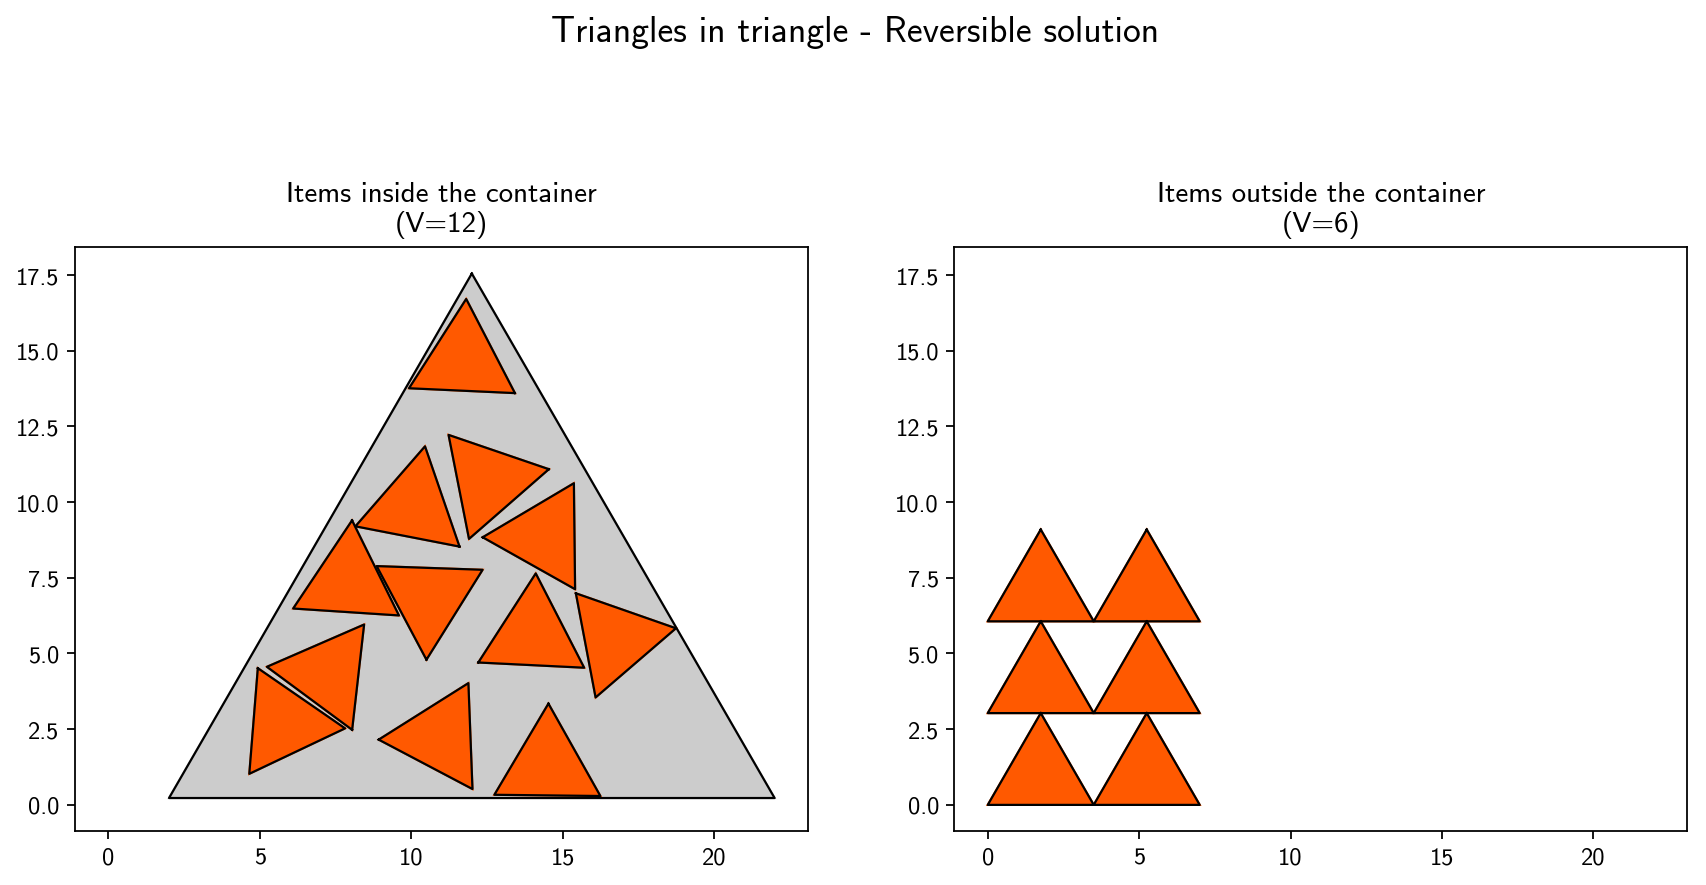 Triangles in triangle - Reversible solution
Items inside the container
(V=12)
17.5
15.0
12.5
10.0
7.5
5.0
2.5
0.0
0 5 10 15 20
Items outside the container
(V=6)
17.5
15.0
12.5
10.0
7.5
5.0
2.5
0.0
0 5 10 15 20